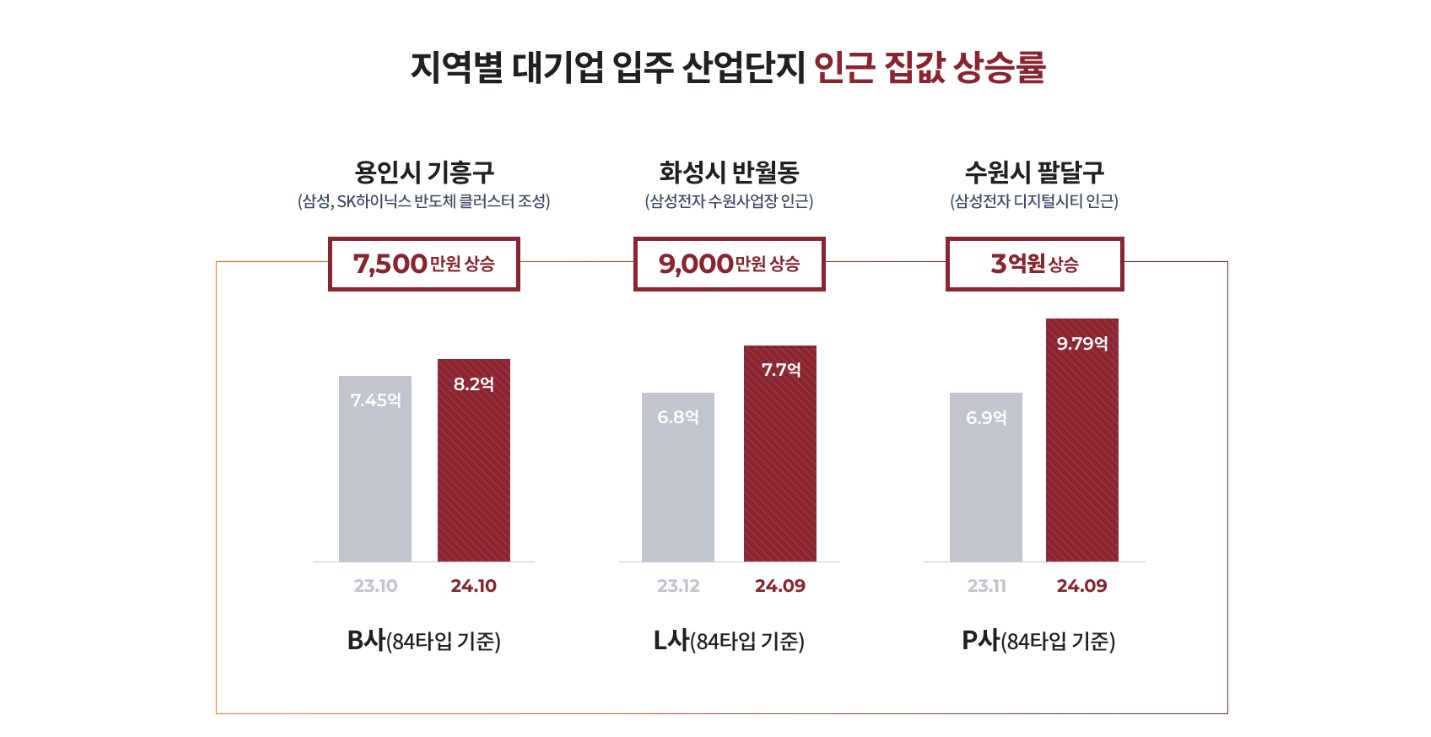 지역별 대기업 입주 산업단지 인근 집값 상승률
용인시 기흥구
(삼성, SK하이닉스 반도체 클러스터 조성)
7,500만원 상승
7.45억
8.2억
23.10
24.10
B사(84타입 기준)
화성시 반월동
(삼성전자 수원사업장 인근)
9,000만원 상승
6.8억
7.7억
23.12
24.09
L사(84타입 기준)
수원시 팔달구
(삼성전자 디지털시티 인근)
3억원 상승
6.9억
9.79억
23.11
24.09
P사(84타입 기준)